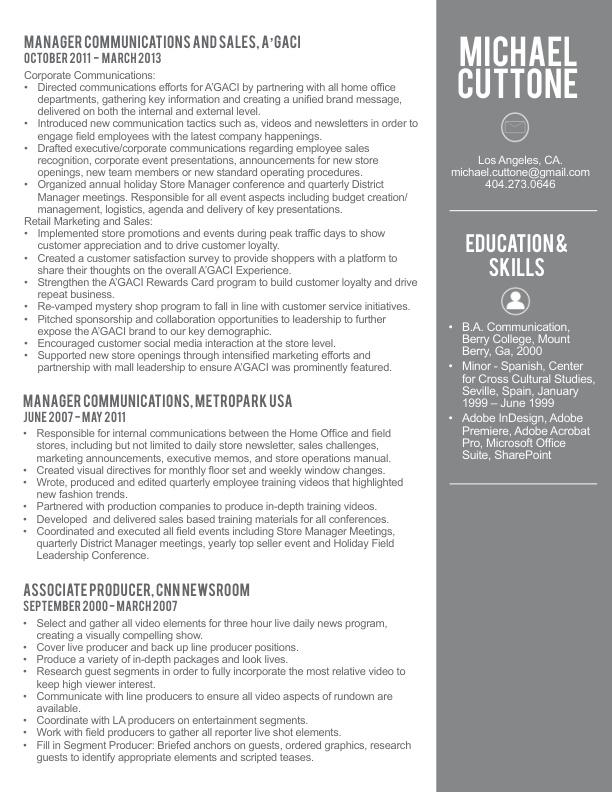 MANAGER COMMUNICATIONS AND SALES, A'GACI
OCTOBER 2011 – MARCH 2013
Corporate Communications:
• Directed communications efforts for A'GACI by partnering with all home office
departments, gathering key information and creating a unified brand message,
delivered on both the internal and external level.
• Introduced new communication tactics such as, videos and newsletters in order to
engage field employees with the latest company happenings.
• Drafted executive/corporate communications regarding employee sales
recognition, corporate event presentations, announcements for new store
openings, new team members or new standard operating procedures.
• Organized annual holiday Store Manager conference and quarterly District
Manager meetings. Responsible for all event aspects including budget creation/
management, logistics, agenda and delivery of key presentations.
Retail Marketing and Sales:
• Implemented store promotions and events during peak traffic days to show
customer appreciation and to drive customer loyalty.
• Created a customer satisfaction survey to provide shoppers with a platform to
share their thoughts on the overall A'GACI Experience.
• Strengthen the A'GACI Rewards Card program to build customer loyalty and drive
repeat business.
• Re-vamped mystery shop program to fall in line with customer service initiatives.
• Pitched sponsorship and collaboration opportunities to leadership to further
expose the A'GACI brand to our key demographic.
• Encouraged customer social media interaction at the store level.
• Supported new store openings through intensified marketing efforts and
partnership with mall leadership to ensure A'GACI was prominently featured.
MANAGER COMMUNICATIONS, METROPARK USA
JUNE 2007 – MAY 2011
• Responsible for internal communications between the Home Office and field
stores, including but not limited to daily store newsletter, sales challenges,
marketing announcements, executive memos, and store operations manual.
• Created visual directives for monthly floor set and weekly window changes.
• Wrote, produced and edited quarterly employee training videos that highlighted
new fashion trends.
• Partnered with production companies to produce in-depth training videos.
• Developed  and delivered sales based training materials for all conferences.
• Coordinated and executed all field events including Store Manager Meetings,
quarterly District Manager meetings, yearly top seller event and Holiday Field
Leadership Conference.
ASSOCIATE PRODUCER, CNN NEWSROOM
SEPTEMBER 2000 – MARCH 2007
• Select and gather all video elements for three hour live daily news program,
creating a visually compelling show.
• Cover live producer and back up line producer positions.
• Produce a variety of in-depth packages and look lives.
• Research guest segments in order to fully incorporate the most relative video to
keep high viewer interest.
• Communicate with line producers to ensure all video aspects of rundown are
available.
• Coordinate with LA producers on entertainment segments.
• Work with field producers to gather all reporter live shot elements.
• Fill in Segment Producer: Briefed anchors on guests, ordered graphics, research
guests to identify appropriate elements and scripted teases.
MICHAEL
CUTTONE
Los Angeles, CA.
michael.cuttone@gmail.com
404.273.0646
EDUCATION &
SKILLS
• B.A. Communication,
Berry College, Mount
Berry, Ga, 2000
• Minor - Spanish, Center
for Cross Cultural Studies,
Seville, Spain, January
1999 – June 1999
• Adobe InDesign, Adobe
Premiere, Adobe Acrobat
Pro, Microsoft Office
Suite, SharePoint